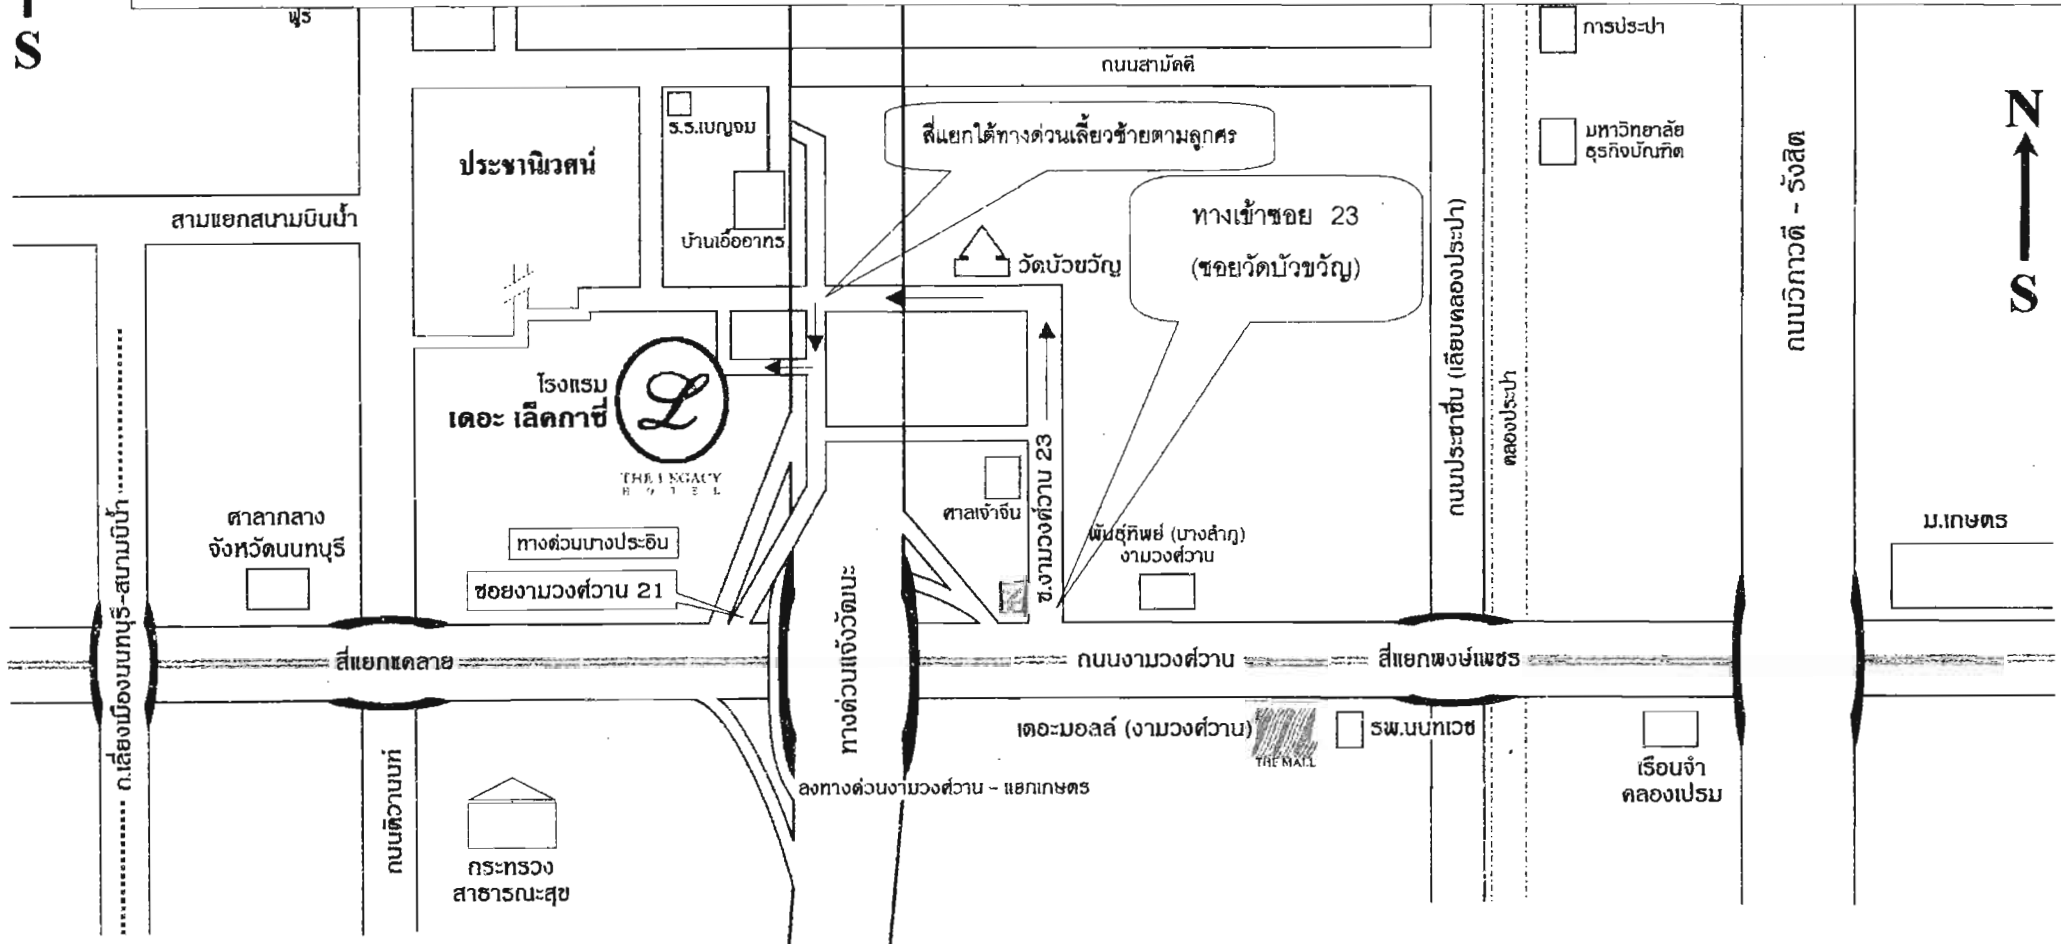 S
ถนนสามัคคี
การประปา
N
S
ร.ร.เบญจม
สี่แยกใต้ทางด่วนเลี้ยวซ้ายตามลูกศร
มหาวิทยาลัย
ธุรกิจบัณฑิต
ประชานิเวศน์
ถนนวิภาวดี - รังสิต
สามแยกสนามบินน้ำ
บ้านเอื้ออาทร
วัดบัวขวัญ
ทางเข้าซอย 23
(ซอยวัดบัวขวัญ)
ถนนประชาชื่น (เลียบคลองประปา)
คลองประปา
โรงแรม
เดอะ เล็คกาซี่
L
THE LEGACY
HOTEL
ศาลากลาง
จังหวัดนนทบุรี
ทางด่วนบางปะอิน
ซอยงามวงศ์วาน 21
ศาลเจ้าจีน
ซ.งามวงศ์วาน 23
พันธุ์ทิพย์ (บางลำภู)
งามวงศ์วาน
ม.เกษตร
ถ.เลี่ยงเมืองนนทบุรี-สนามบินน้ำ
สี่แยกแคลาย
ทางด่วนแจ้งวัฒนะ
ถนนงามวงศ์วาน
สี่แยกพงษ์เพชร
เดอะมอลล์ (งามวงศ์วาน)
THE MALL
รพ.นนทเวช
เรือนจำ
คลองเปรม
ลงทางด่วนงามวงศ์วาน - แยกเกษตร
ถนนติวานนท์
กระทรวง
สาธารณะสุข